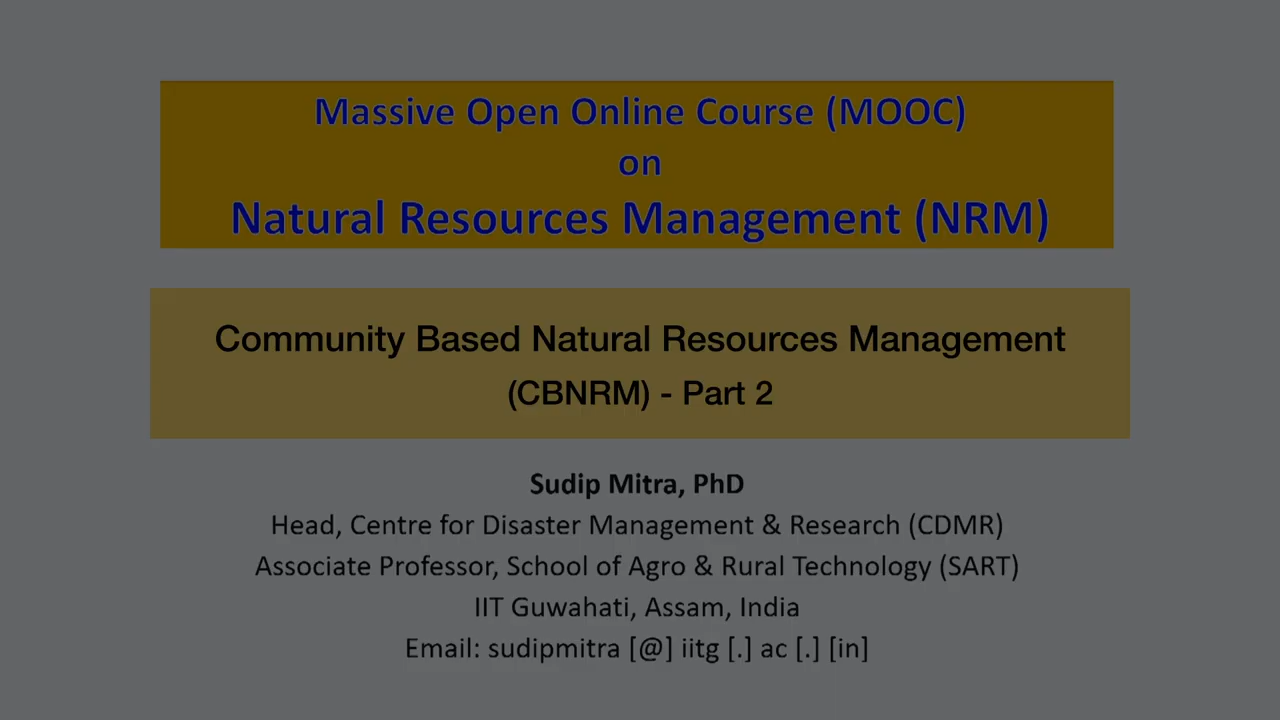 Massive Open Online Course (MOOC)
on
Natural Resources Management (NRM)
Community Based Natural Resources Management
(CBNRM) - Part 2
Sudip Mitra, PhD
Head, Centre for Disaster Management & Research (CDMR)
Associate Professor, School of Agro & Rural Technology (SART)
IIT Guwahati, Assam, India
Email: sudipmitra [@] iitg [.] ac [.] [in]